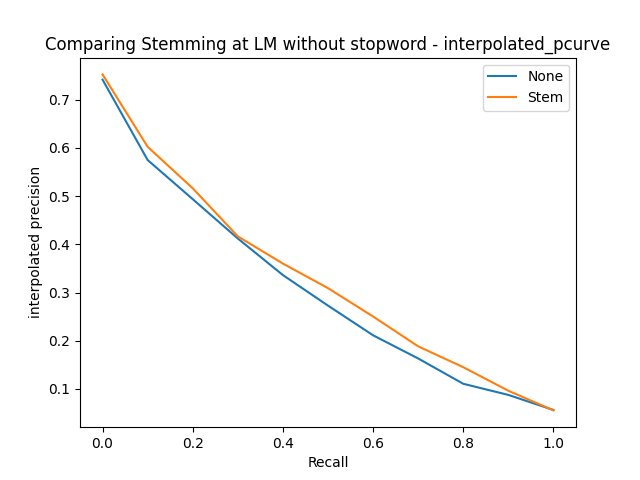 Comparing Stemming at LM without stopword - interpolated_pcurve
None
Stem
interpolated precision
0.7
0.6
0.5
0.4
0.3
0.2
0.1
0.0
0.2
0.4
0.6
0.8
1.0
Recall